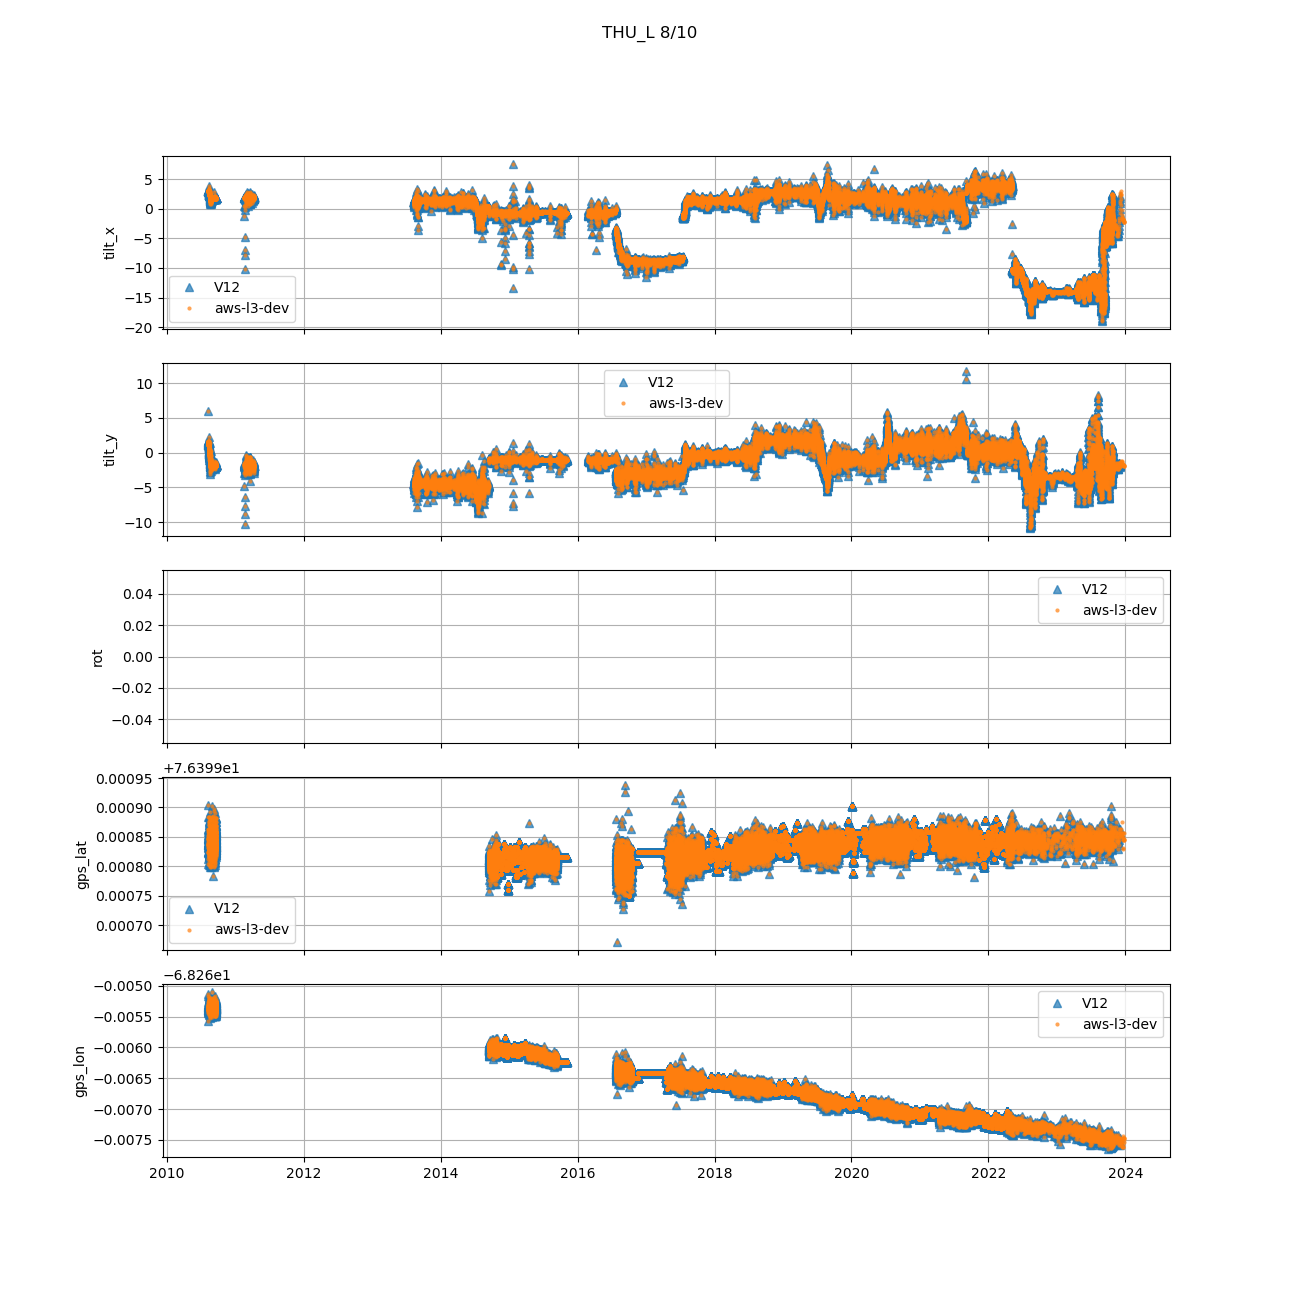 THU_L 8/10
5
0
−5
−10
−15
−20
tilt_x
V12
aws-l3-dev
10
5
0
−5
−10
tilt_y
V12
aws-l3-dev
0.04
0.02
0.00
−0.02
−0.04
rot
V12
aws-l3-dev
+7.6399e1
0.00095
0.00090
0.00085
0.00080
0.00075
0.00070
gps_lat
V12
aws-l3-dev
−6.826e1
−0.0050
−0.0055
−0.0060
−0.0065
−0.0070
−0.0075
gps_lon
V12
aws-l3-dev
2010 2012 2014 2016 2018 2020 2022 2024